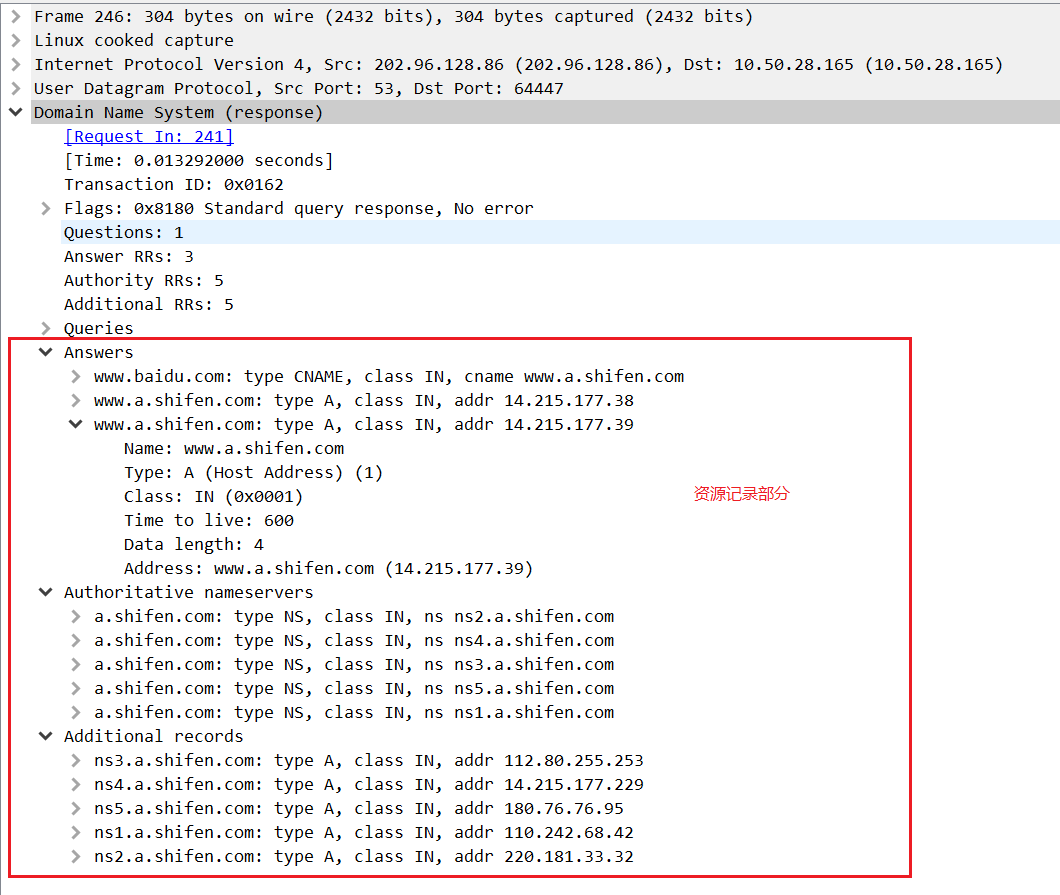 Frame 246: 304 bytes on wire (2432 bits), 304 bytes captured (2432 bits)
Linux cooked capture
Internet Protocol Version 4, Src: 202.96.128.86 (202.96.128.86), Dst: 10.50.28.165 (10.50.28.165)
User Datagram Protocol, Src Port: 53, Dst Port: 64447
Domain Name System (response)
[Request In: 241]
[Time: 0.013292000 seconds]
Transaction ID: 0x0162
Flags: 0x8180 Standard query response, No error
Questions: 1
Answer RRs: 3
Authority RRs: 5
Additional RRs: 5
Queries
Answers
www.baidu.com: type CNAME, class IN, cname www.a.shifen.com
www.a.shifen.com: type A, class IN, addr 14.215.177.38
www.a.shifen.com: type A, class IN, addr 14.215.177.39
Name: www.a.shifen.com
Type: A (Host Address) (1)
Class: IN (0x0001)
资源记录部分
Time to live: 600
Data length: 4
Address: www.a.shifen.com (14.215.177.39)
Authoritative nameservers
a.shifen.com: type NS, class IN, ns ns2.a.shifen.com
a.shifen.com: type NS, class IN, ns ns4.a.shifen.com
a.shifen.com: type NS, class IN, ns ns3.a.shifen.com
a.shifen.com: type NS, class IN, ns ns5.a.shifen.com
a.shifen.com: type NS, class IN, ns ns1.a.shifen.com
Additional records
ns3.a.shifen.com: type A, class IN, addr 112.80.255.253
ns4.a.shifen.com: type A, class IN, addr 14.215.177.229
ns5.a.shifen.com: type A, class IN, addr 180.76.76.95
ns1.a.shifen.com: type A, class IN, addr 110.242.68.42
ns2.a.shifen.com: type A, class IN, addr 220.181.33.32